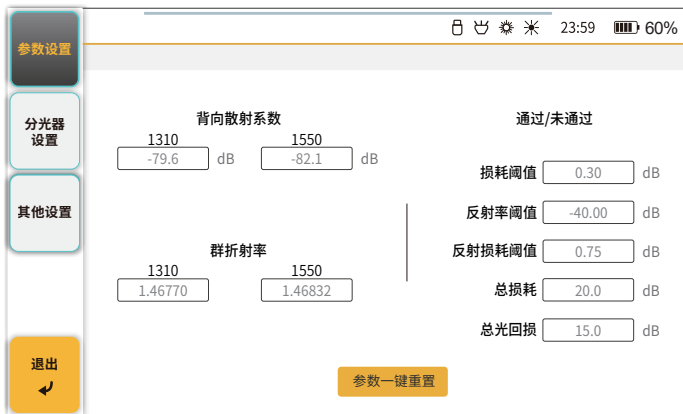 23:59 60%
参数设置
分光器
设置
其他设置
退出
背向散射系数
1310 1550
-79.6 dB -82.1 dB
群折射率
1310 1550
1.46770 1.46832
通过/未通过
损耗阈值 0.30 dB
反射率阈值 -40.00 dB
反射损耗阈值 0.75 dB
总损耗 20.0 dB
总光回损 15.0 dB
参数一键重置